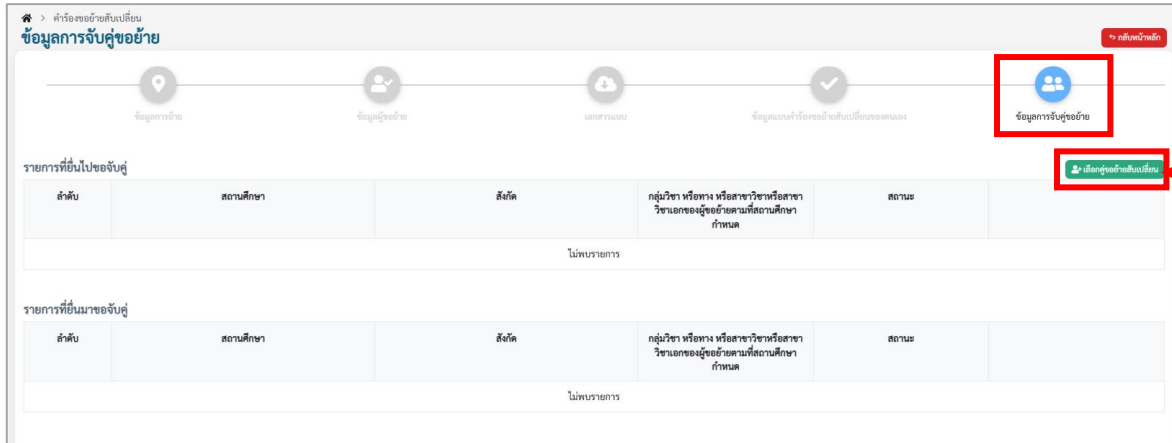 > คำร้องขอย้ายสับเปลี่ยน
ข้อมูลการจับคู่ขอย้าย
กลับหน้าหลัก
ข้อมูลการย้าย
ข้อมูลผู้ขอย้าย
เอกสารแนบ
ข้อมูลแบบคำร้องขอย้ายสับเปลี่ยนของตนเอง
ข้อมูลการจับคู่ขอย้าย
รายการที่ยื่นไปขอจับคู่
เลือกคู่ขอย้ายสับเปลี่ยน
ลำดับ สถานศึกษา สังกัด กลุ่มวิชา หรือทาง หรือสาขาวิชาหรือสาขา สถานะ
วิชาเอกของผู้ขอย้ายตามที่สถานศึกษา
กำหนด
ไม่พบรายการ
รายการที่ยื่นมาขอจับคู่
ลำดับ สถานศึกษา สังกัด กลุ่มวิชา หรือทาง หรือสาขาวิชาหรือสาขา สถานะ
วิชาเอกของผู้ขอย้ายตามที่สถานศึกษา
กำหนด
ไม่พบรายการ